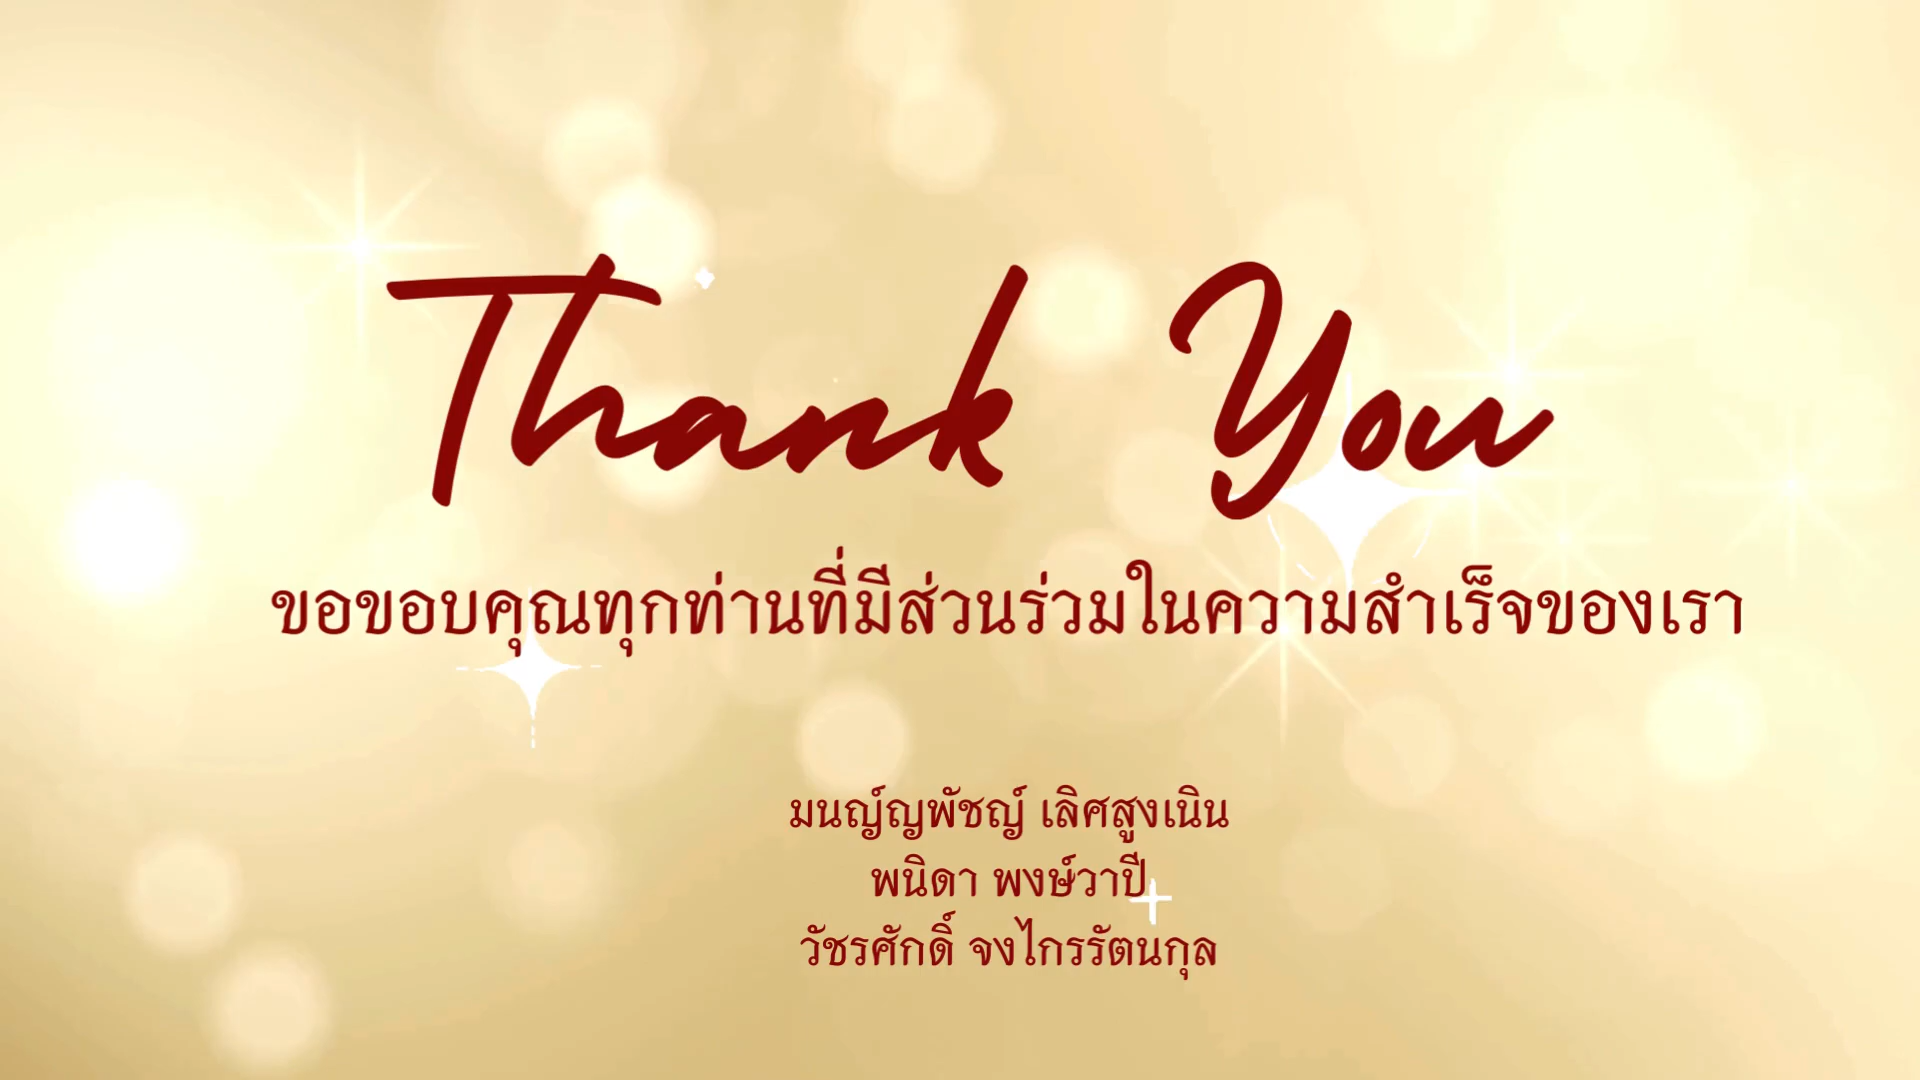 Thank You
ขอขอบคุณทุกท่านที่มีส่วนร่วมในความสำเร็จของเรา
มนญ์ญพัชญ์ เลิศสูงเนิน
พนิดา พงษ์วาปี
วัชรศักดิ์ จงไกรรัตนกุล